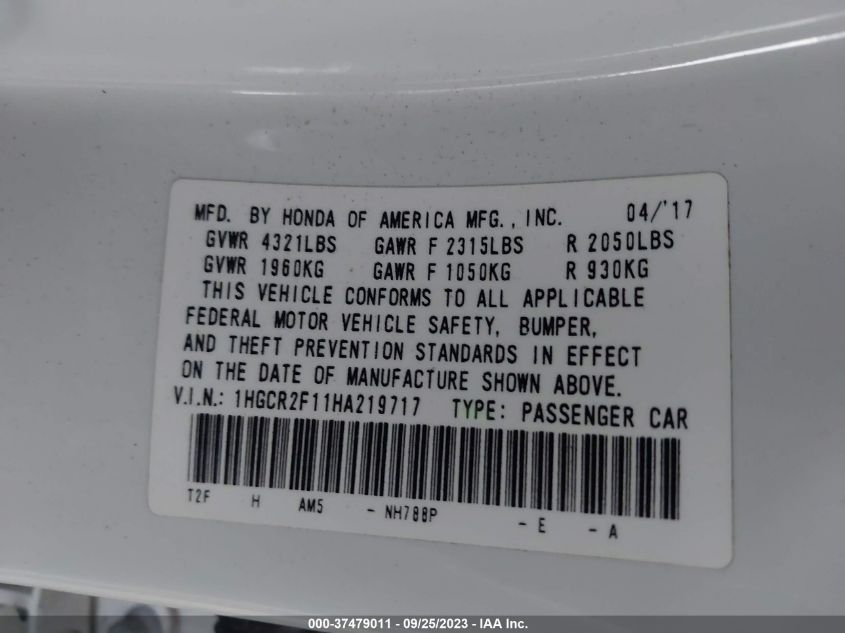 MFD. BY HONDA OF AMERICA MFG., INC. 04/'17
GVWR 4321LBS GAWR F 2315LBS R 2050LBS
GVWR 1960KG GAWR F 1050KG R 930KG
THIS VEHICLE CONFORMS TO ALL APPLICABLE
FEDERAL MOTOR VEHICLE SAFETY, BUMPER,
AND THEFT PREVENTION STANDARDS IN EFFECT
ON THE DATE OF MANUFACTURE SHOWN ABOVE.
V.I.N.: 1HGCR2F11HA219717 TYPE: PASSENGER CAR
T2F H AM5 - NH788P - E - A
000-37479011 - 09/25/2023 - IAA Inc.